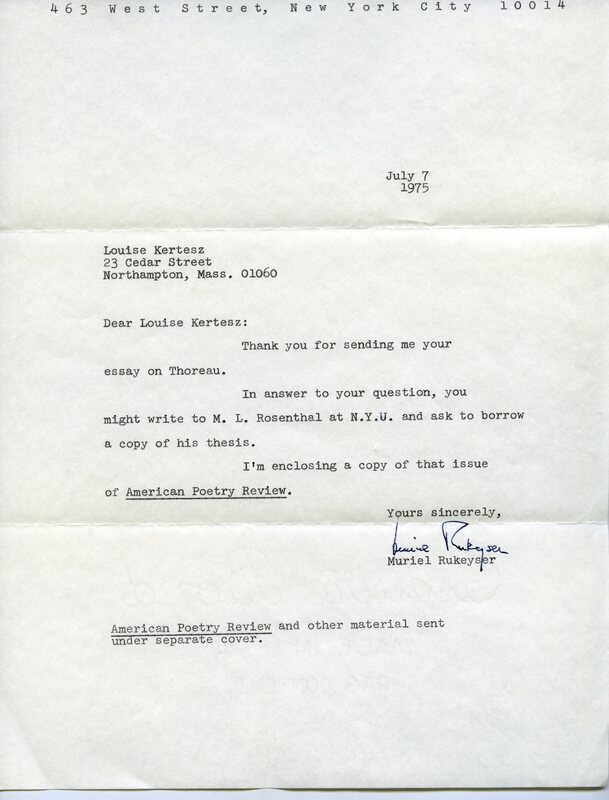 463 West Street, New York City 10014
July 7
1975
Louise Kertesz
23 Cedar Street
Northampton, Mass. 01060
Dear Louise Kertesz:
Thank you for sending me your
essay on Thoreau.
In answer to your question, you
might write to M. L. Rosenthal at N.Y.U. and ask to borrow
a copy of his thesis.
I'm enclosing a copy of that issue
of American Poetry Review.
Yours sincerely,
Muriel Rukeyser
Muriel Rukeyser
American Poetry Review and other material sent
under separate cover.